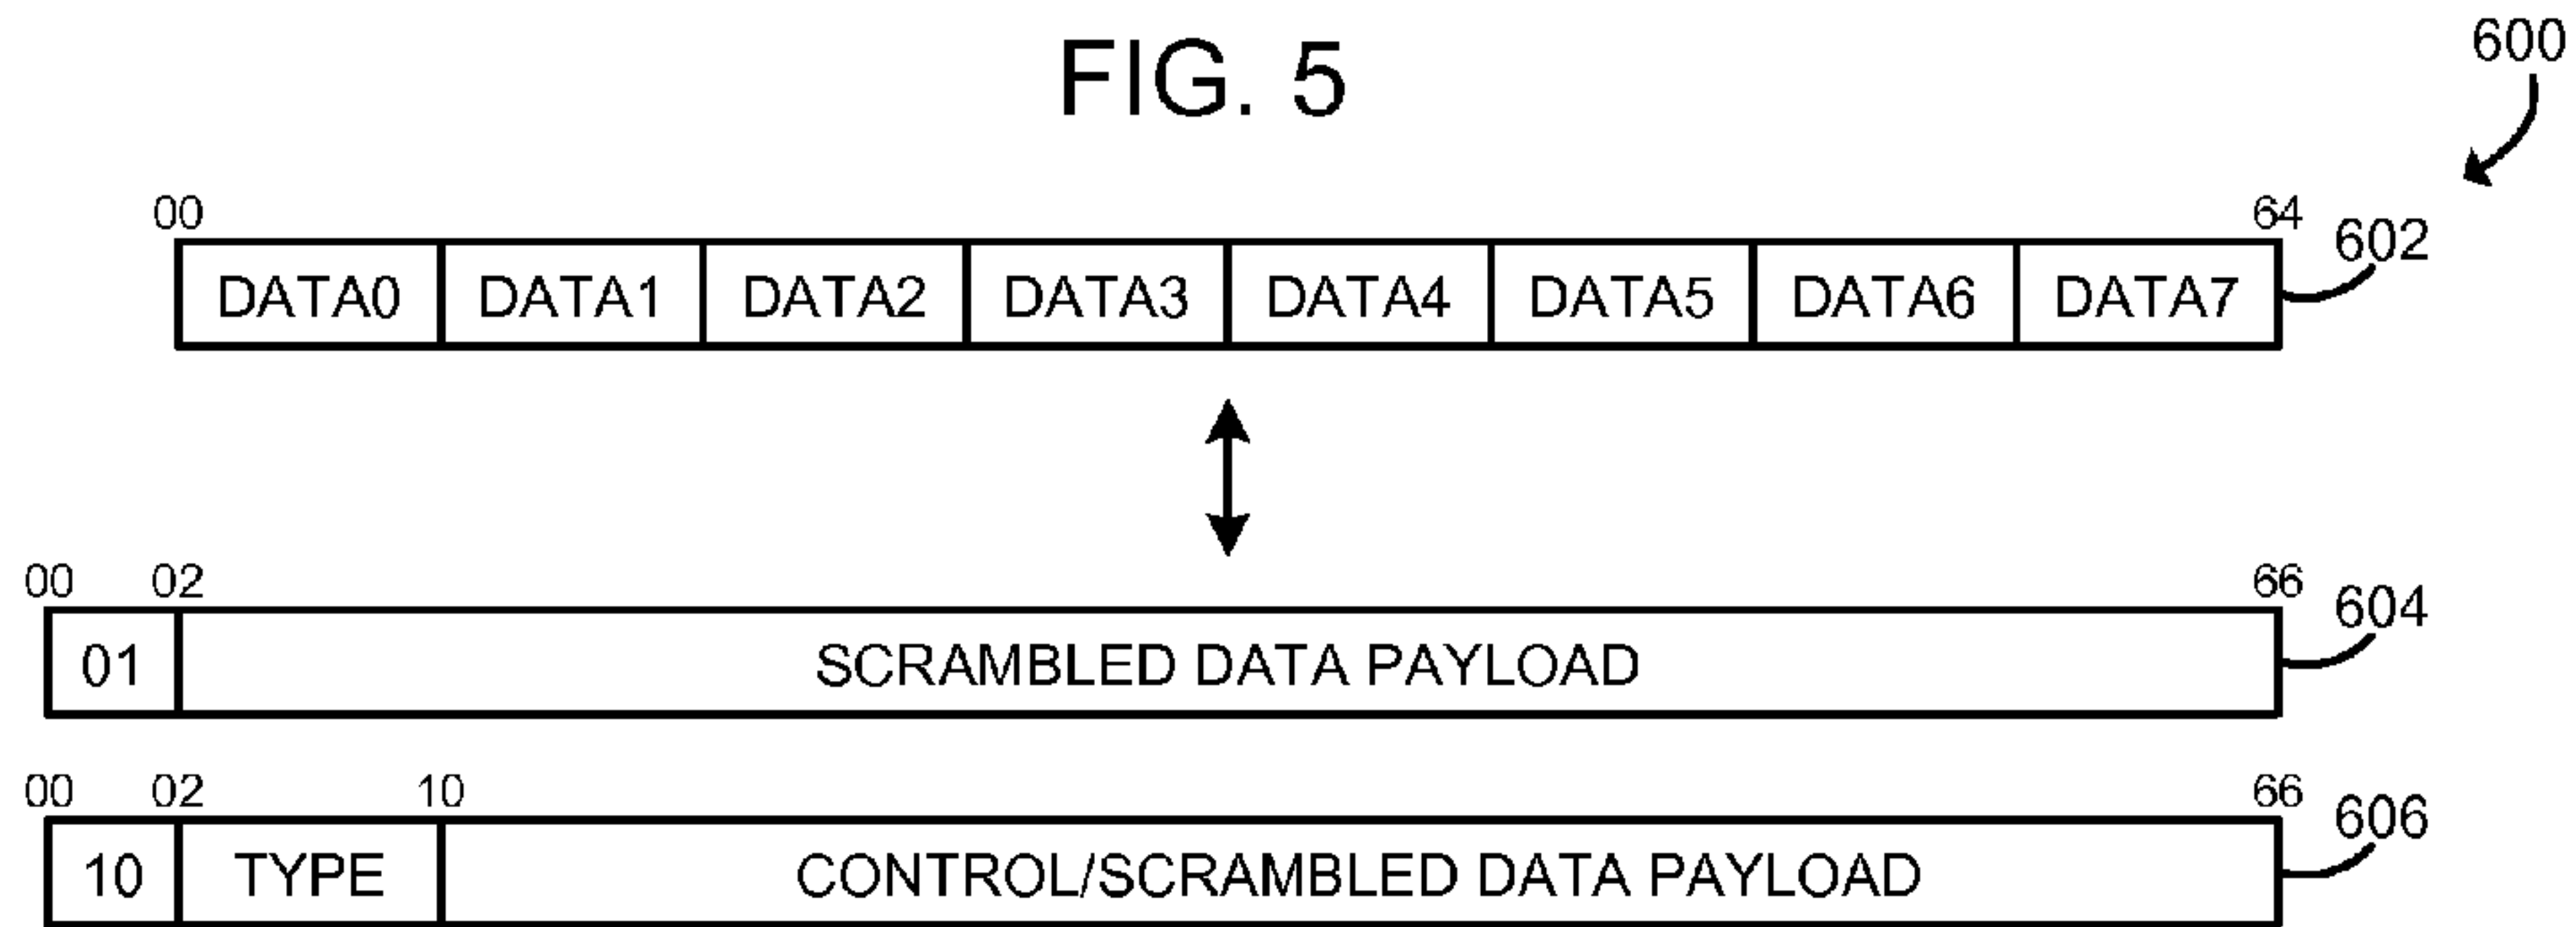 FIG. 5
600
00 64
DATA0 DATA1 DATA2 DATA3 DATA4 DATA5 DATA6 DATA7 602
00 02 66
01 SCRAMBLED DATA PAYLOAD 604
00 02 10 66
10 TYPE CONTROL/SCRAMBLED DATA PAYLOAD 606